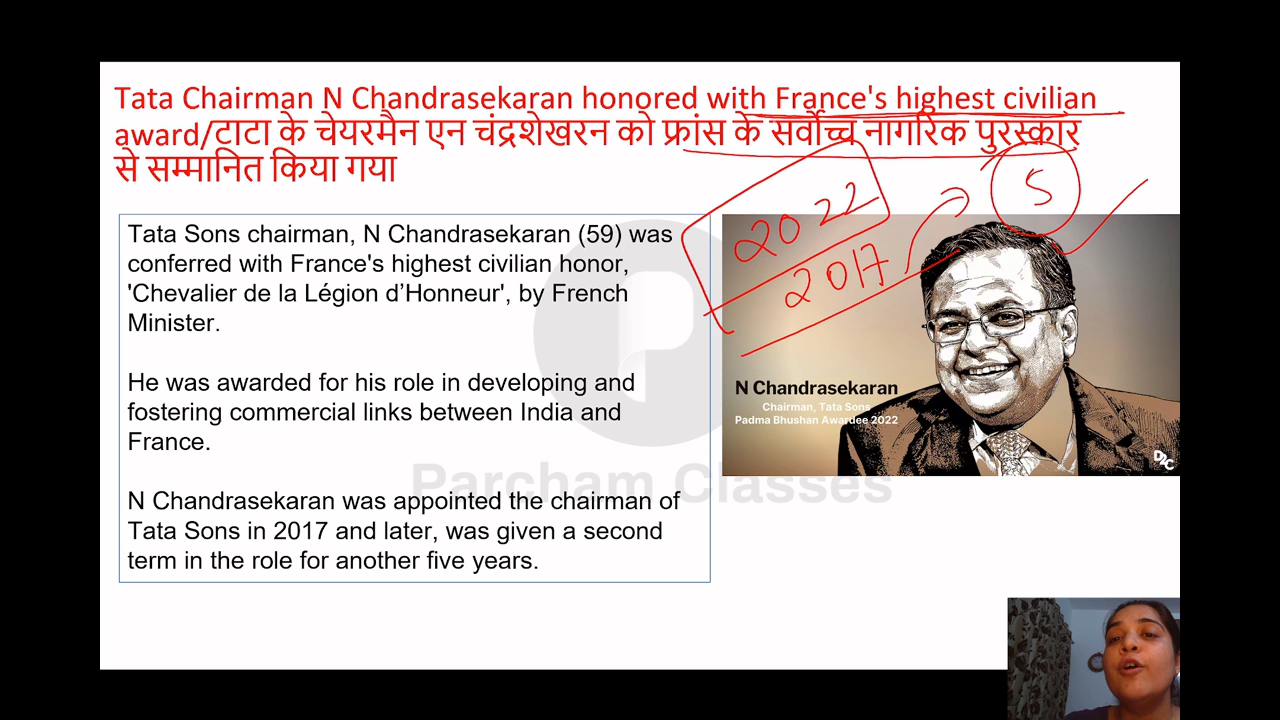 Tata Chairman N Chandrasekaran honored with France's highest civilian
award/टाटा के चेयरमैन एन चंद्रशेखरन को फ्रांस के सर्वोच्च नागरिक पुरस्कार
से सम्मानित किया गया
Tata Sons chairman, N Chandrasekaran (59) was
conferred with France's highest civilian honor,
'Chevalier de la Légion d’Honneur', by French
Minister.
He was awarded for his role in developing and
fostering commercial links between India and
France.
N Chandrasekaran was appointed the chairman of
Tata Sons in 2017 and later, was given a second
term in the role for another five years.
2022
2017
5
N Chandrasekaran
Chairman, Tata Sons
Padma Bhushan Awardee 2022
Parcham Classes